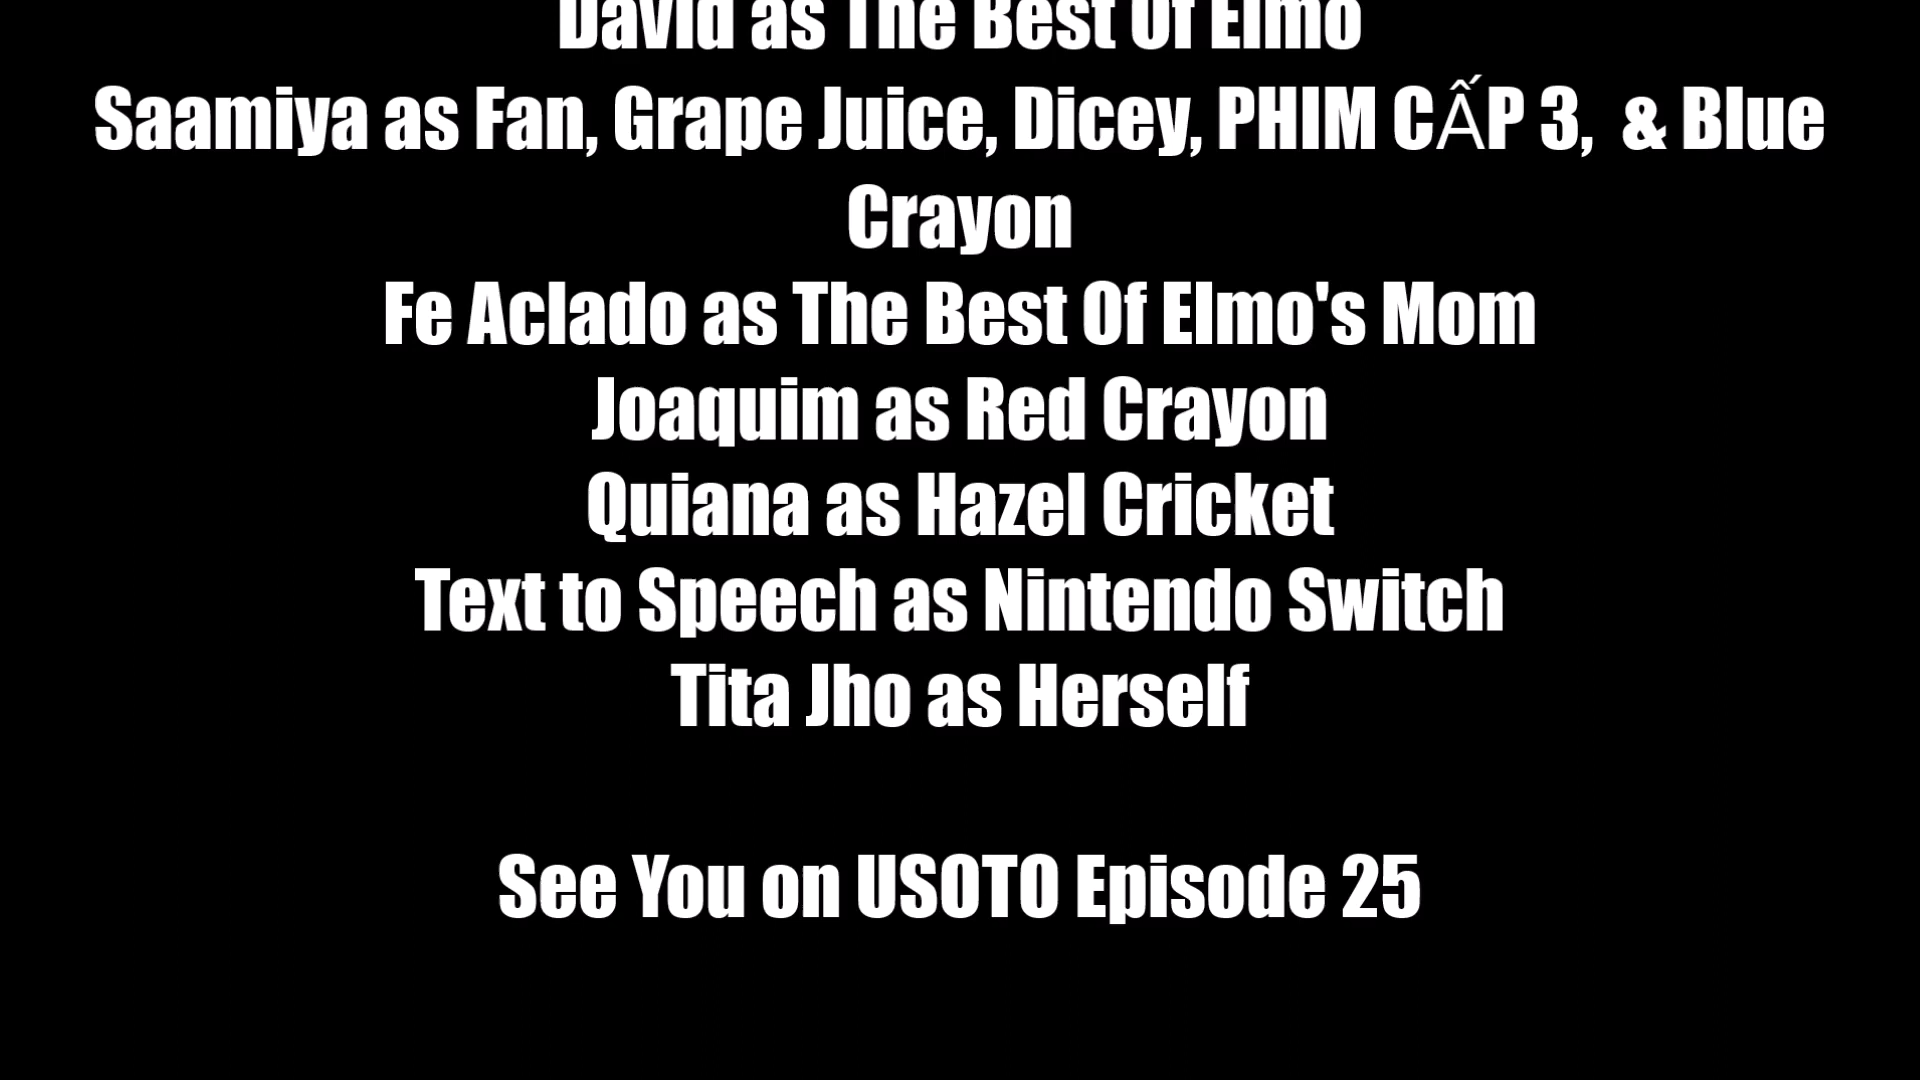 David as The Best Of Elmo
Saamiya as Fan, Grape Juice, Dicey, PHIM CẤP 3,  & Blue
Crayon
Fe Aclado as The Best Of Elmo's Mom
Joaquim as Red Crayon
Quiana as Hazel Cricket
Text to Speech as Nintendo Switch
Tita Jho as Herself
See You on USOTO Episode 25